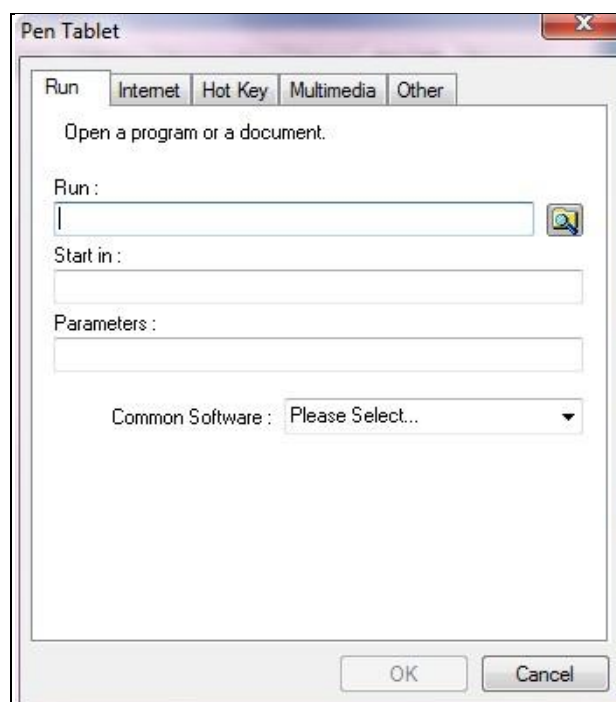 Pen Tablet
Run Internet Hot Key Multimedia Other
Open a program or a document.
Run :
Start in :
Parameters :
Common Software : Please Select...
OK Cancel